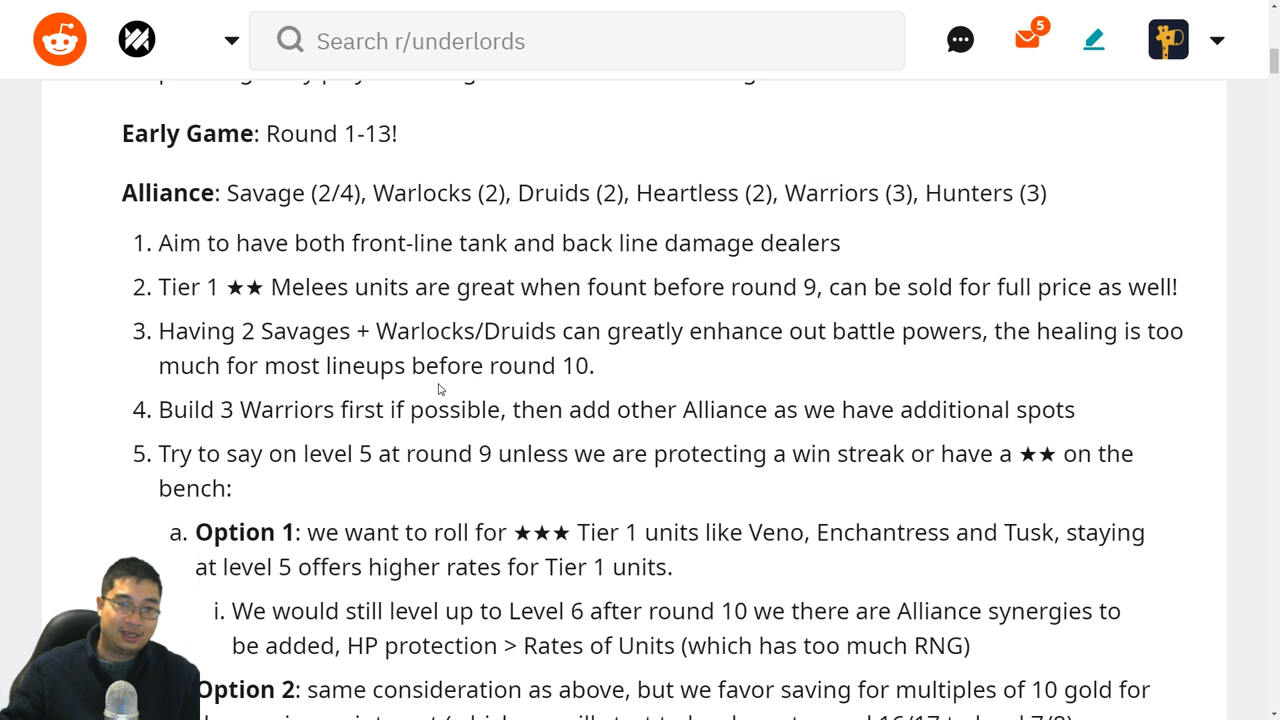 Search r/underlords
5
Early Game: Round 1-13!
Alliance: Savage (2/4), Warlocks (2), Druids (2), Heartless (2), Warriors (3), Hunters (3)
1. Aim to have both front-line tank and back line damage dealers
2. Tier 1 ★★ Melees units are great when fount before round 9, can be sold for full price as well!
3. Having 2 Savages + Warlocks/Druids can greatly enhance out battle powers, the healing is too
much for most lineups before round 10.
4. Build 3 Warriors first if possible, then add other Alliance as we have additional spots
5. Try to say on level 5 at round 9 unless we are protecting a win streak or have a ★★ on the
bench:
a. Option 1: we want to roll for ★★★ Tier 1 units like Veno, Enchantress and Tusk, staying
at level 5 offers higher rates for Tier 1 units.
i. We would still level up to Level 6 after round 10 we there are Alliance synergies to
be added, HP protection > Rates of Units (which has too much RNG)
Option 2: same consideration as above, but we favor saving for multiples of 10 gold for